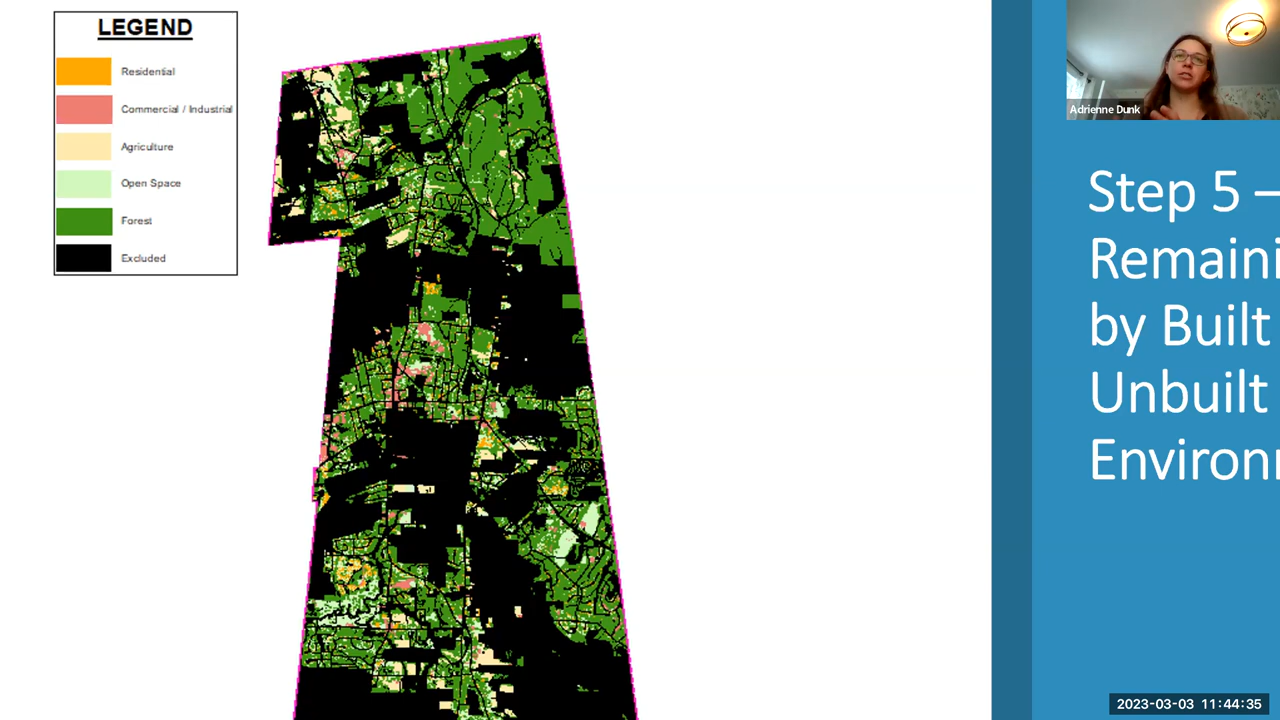 LEGEND
Residential
Commercial / Industrial
Agriculture
Open Space
Forest
Excluded
Adrienne Dunk
Step 5 –
Remaini
by Built
Unbuilt
Environ
2023-03-03 11:44:35